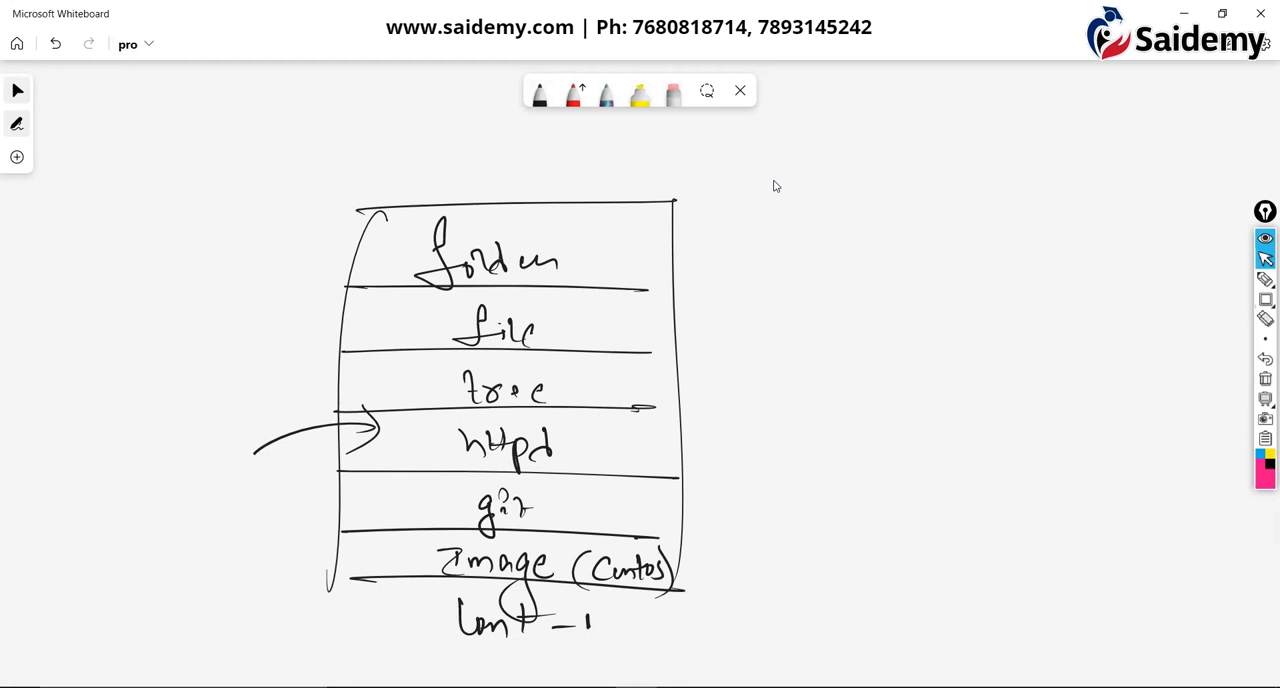 Microsoft Whiteboard
www.saidemy.com | Ph: 7680818714, 7893145242
Saidemy
pro
folder
file
tree
httpd
git
Image (Centos)
Cont - 1